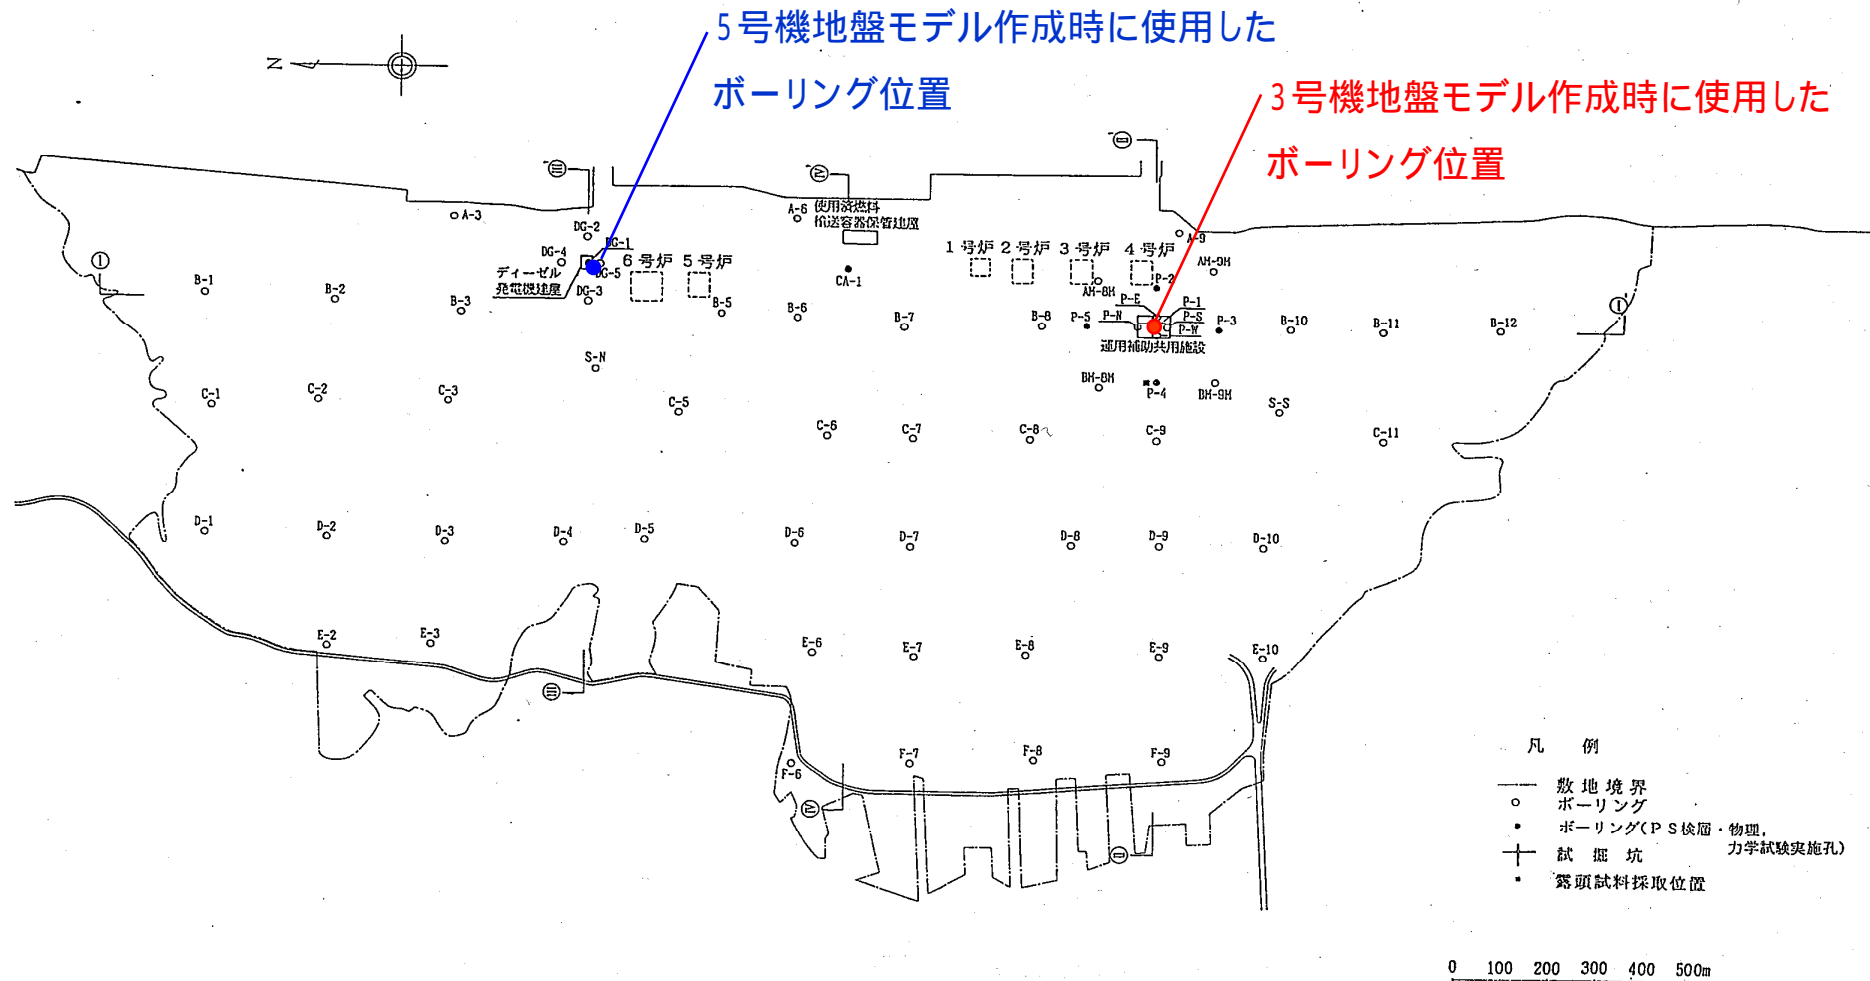 5号機地盤モデル作成時に使用した
ボーリング位置
3号機地盤モデル作成時に使用した
ボーリング位置
N
Ⅲ'
Ⅳ'
Ⅱ'
A-3
A-6
使用済燃料
輸送容器保管建屋
A-9
DG-2
DG-1
DG-4
DG-5
DG-3
ディーゼル
発電機建屋
6号炉
5号炉
1号炉
2号炉
3号炉
4号炉
CA-1
AH-9H
AH-8H
P-2
P-E
P-1
P-N
P-S
P-W
P-5
P-3
運用補助共用施設
Ⅰ
Ⅰ'
B-1
B-2
B-3
B-5
B-6
B-7
B-8
B-10
B-11
B-12
S-N
BH-8H
P-4
BH-9H
S-S
C-1
C-2
C-3
C-5
C-6
C-7
C-8
C-9
C-11
D-1
D-2
D-3
D-4
D-5
D-6
D-7
D-8
D-9
D-10
E-2
E-3
E-6
E-7
E-8
E-9
E-10
Ⅲ
F-6
F-7
F-8
F-9
Ⅳ
Ⅱ
凡 例
敷地境界
ボーリング
ボーリング(PS検層・物理,
力学試験実施孔)
試掘坑
露頭試料採取位置
0 100 200 300 400 500m